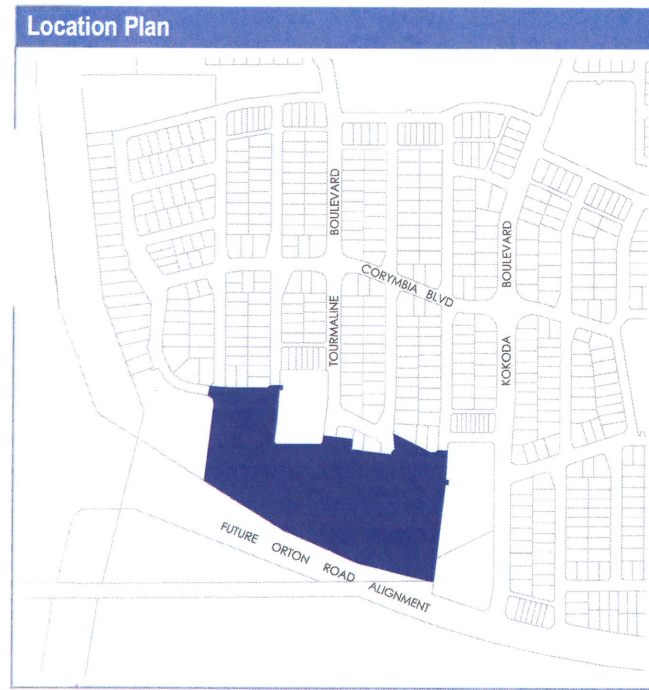 Location Plan
BOULEVARD
BOULEVARD
CORYMBIA BLVD
TOURMALINE
KOKODA
FUTURE ORTON ROAD ALIGNMENT